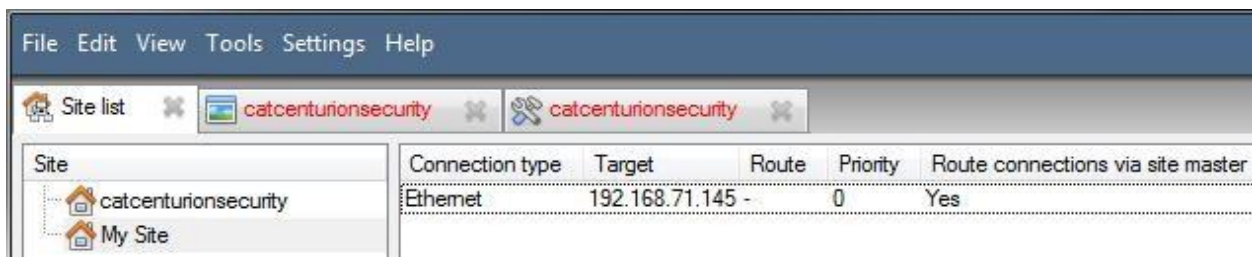 File Edit View Tools Settings Help
Site list catcenturionsecurity catcenturionsecurity
Site Connection type Target Route Priority Route connections via site master
catcenturionsecurity Ethernet 192.168.71.145 - 0 Yes
My Site